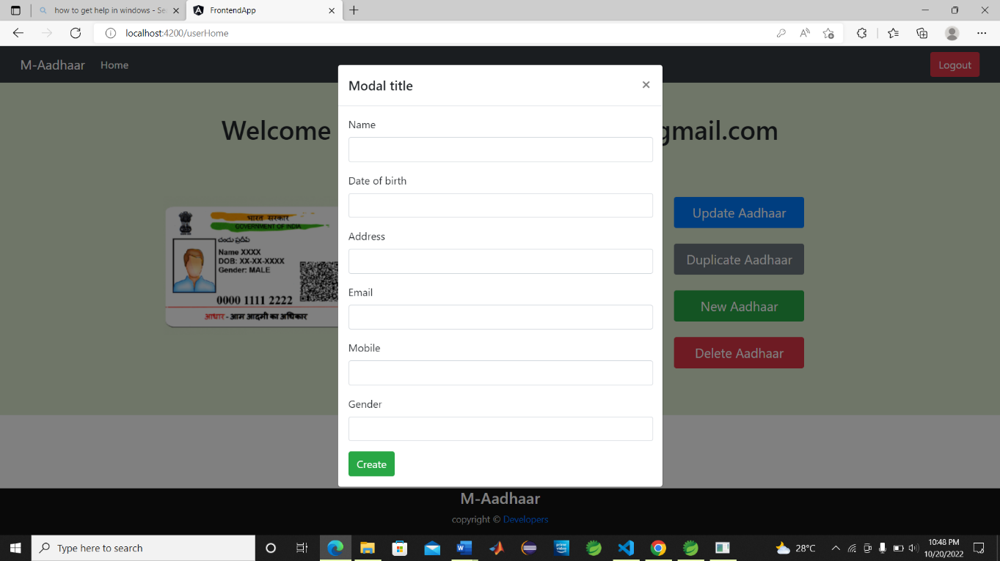 how to get help in windows - Se
FrontendApp
localhost:4200/userHome
M-Aadhaar
Home
Logout
Modal title
Welcome
gmail.com
Name
Date of birth
Address
Email
Mobile
Gender
Create
भारत सरकार
GOVERNMENT OF INDIA
Name XXXX
DOB: XX-XX-XXXX
Gender: MALE
0000 1111 2222
आधार - आम आदमी का अधिकार
Update Aadhaar
Duplicate Aadhaar
New Aadhaar
Delete Aadhaar
M-Aadhaar
copyright © Developers
Type here to search
prime video
28°C
10:48 PM
10/20/2022